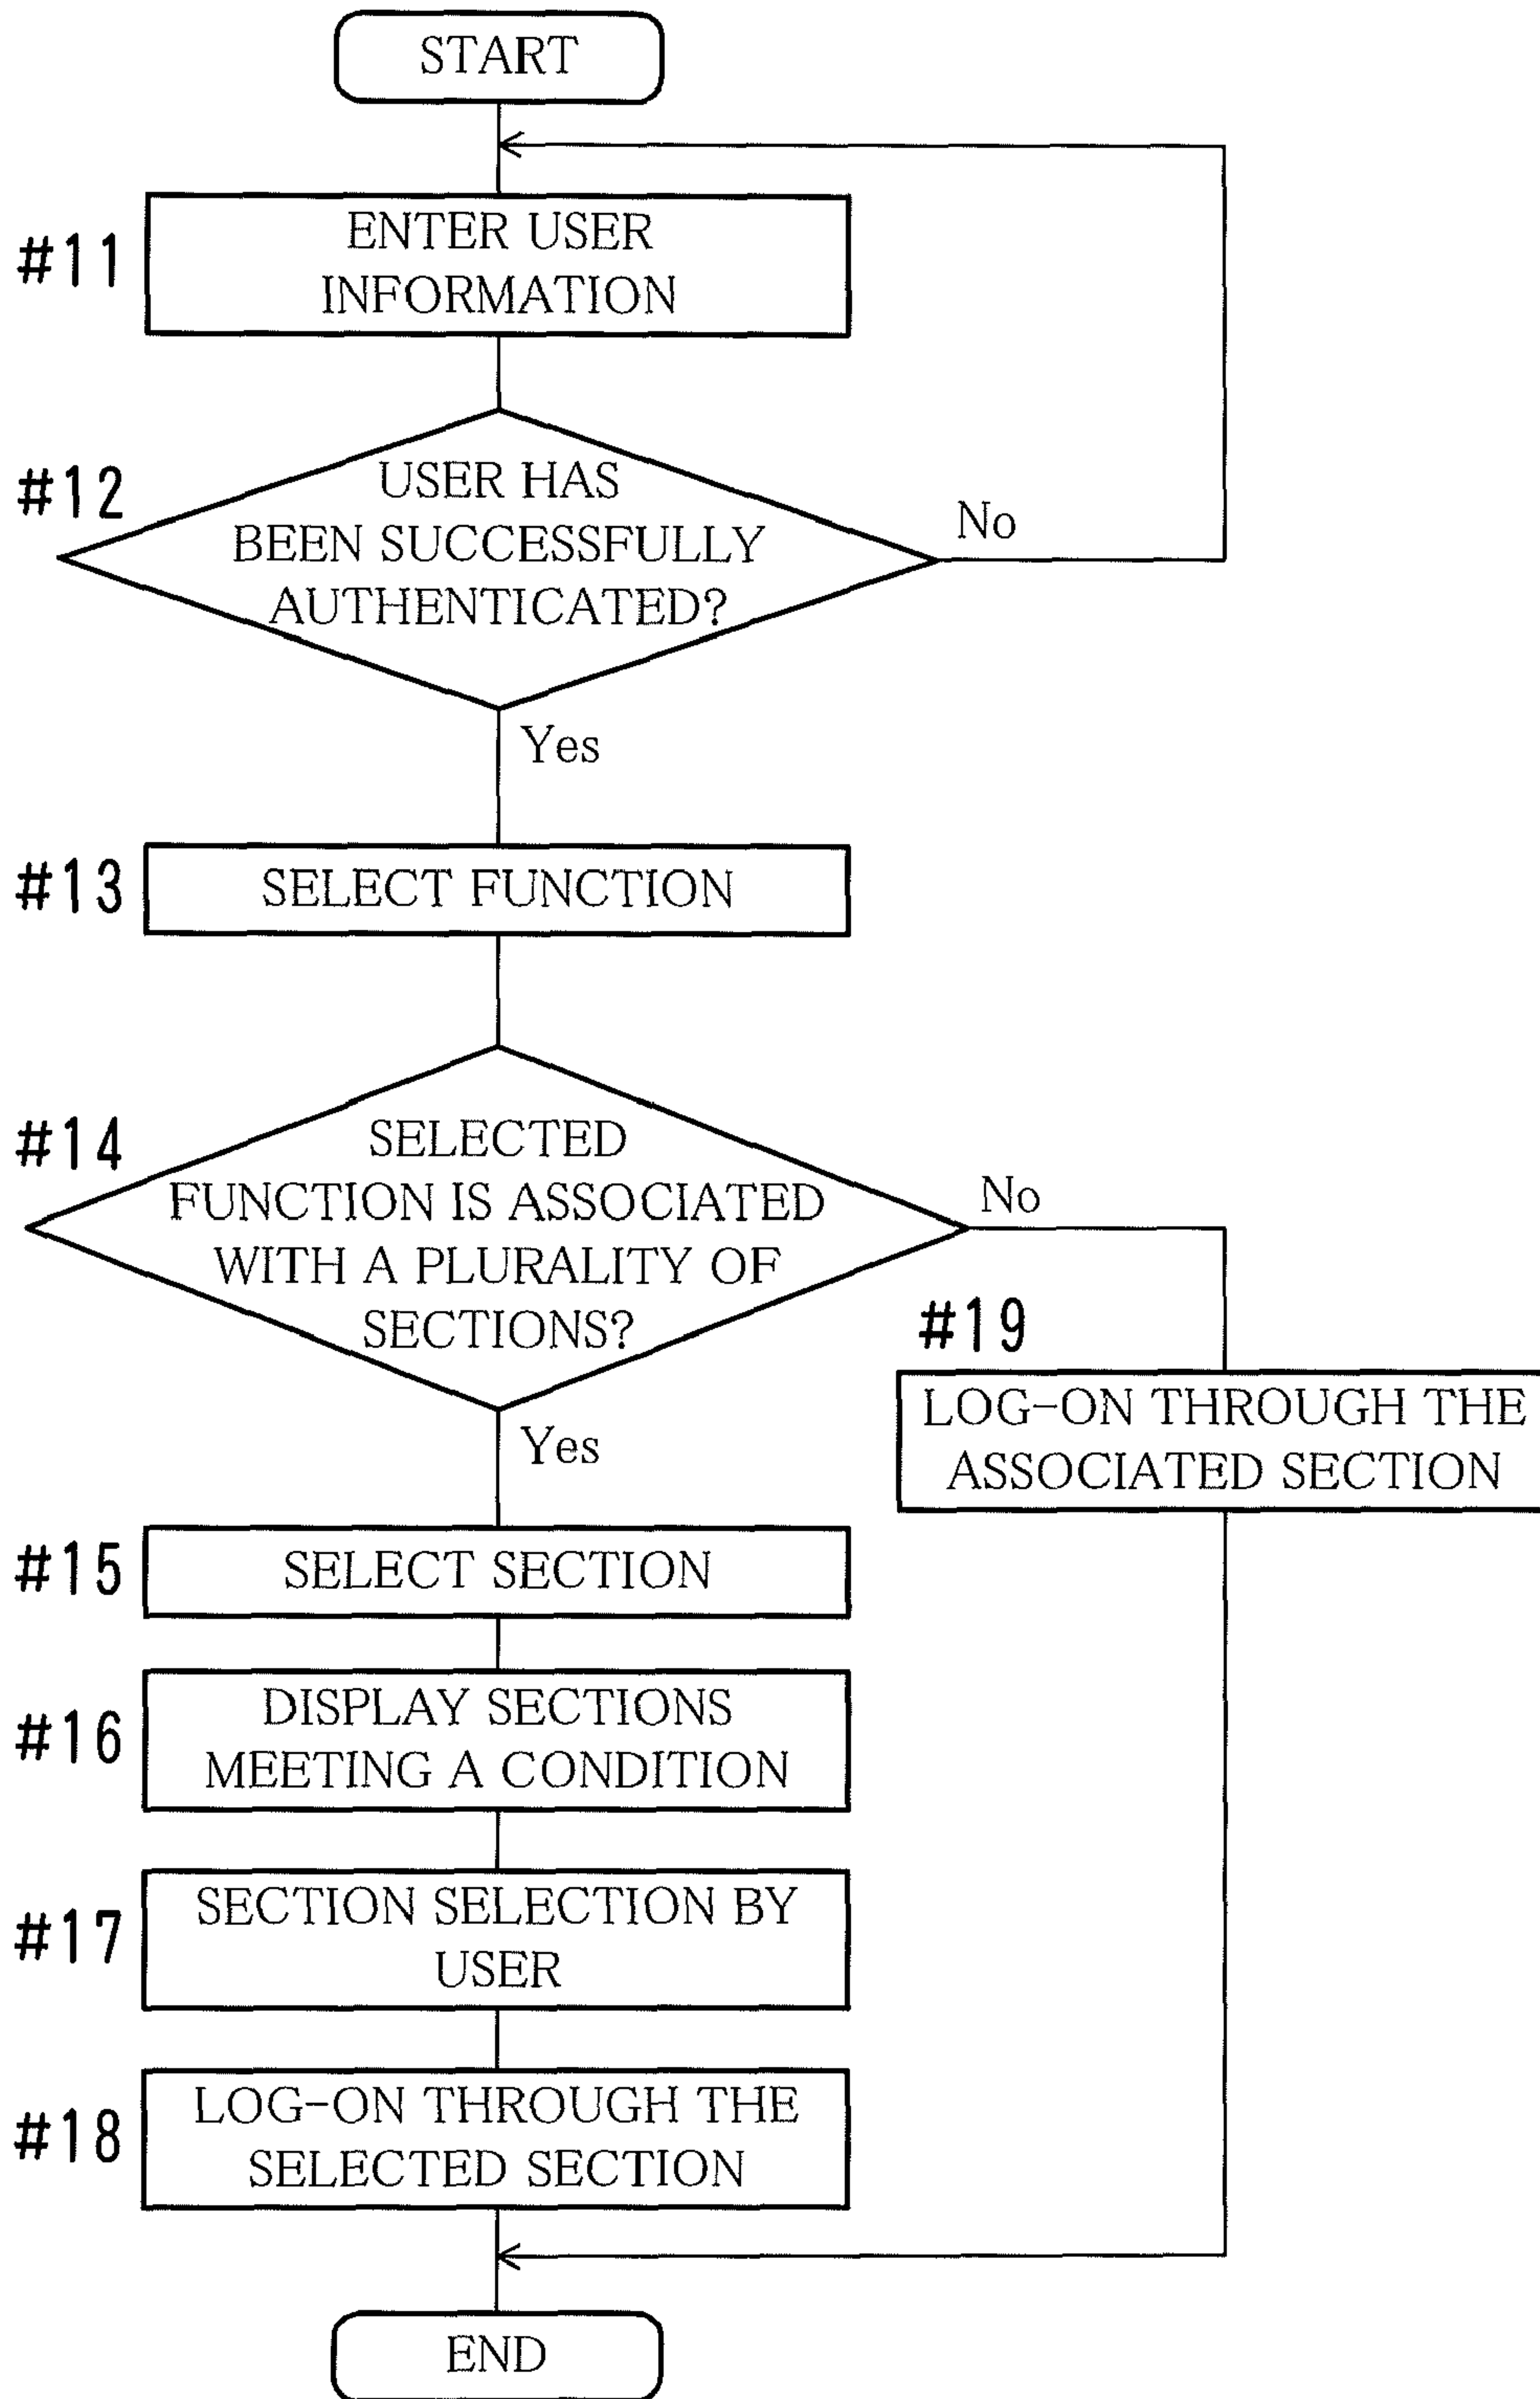 START
#11
ENTER USER
INFORMATION
#12
USER HAS
BEEN SUCCESSFULLY
AUTHENTICATED?
No
Yes
#13
SELECT FUNCTION
#14
SELECTED
FUNCTION IS ASSOCIATED
WITH A PLURALITY OF
SECTIONS?
No
Yes
#19
LOG-ON THROUGH THE
ASSOCIATED SECTION
#15
SELECT SECTION
#16
DISPLAY SECTIONS
MEETING A CONDITION
#17
SECTION SELECTION BY
USER
#18
LOG-ON THROUGH THE
SELECTED SECTION
END